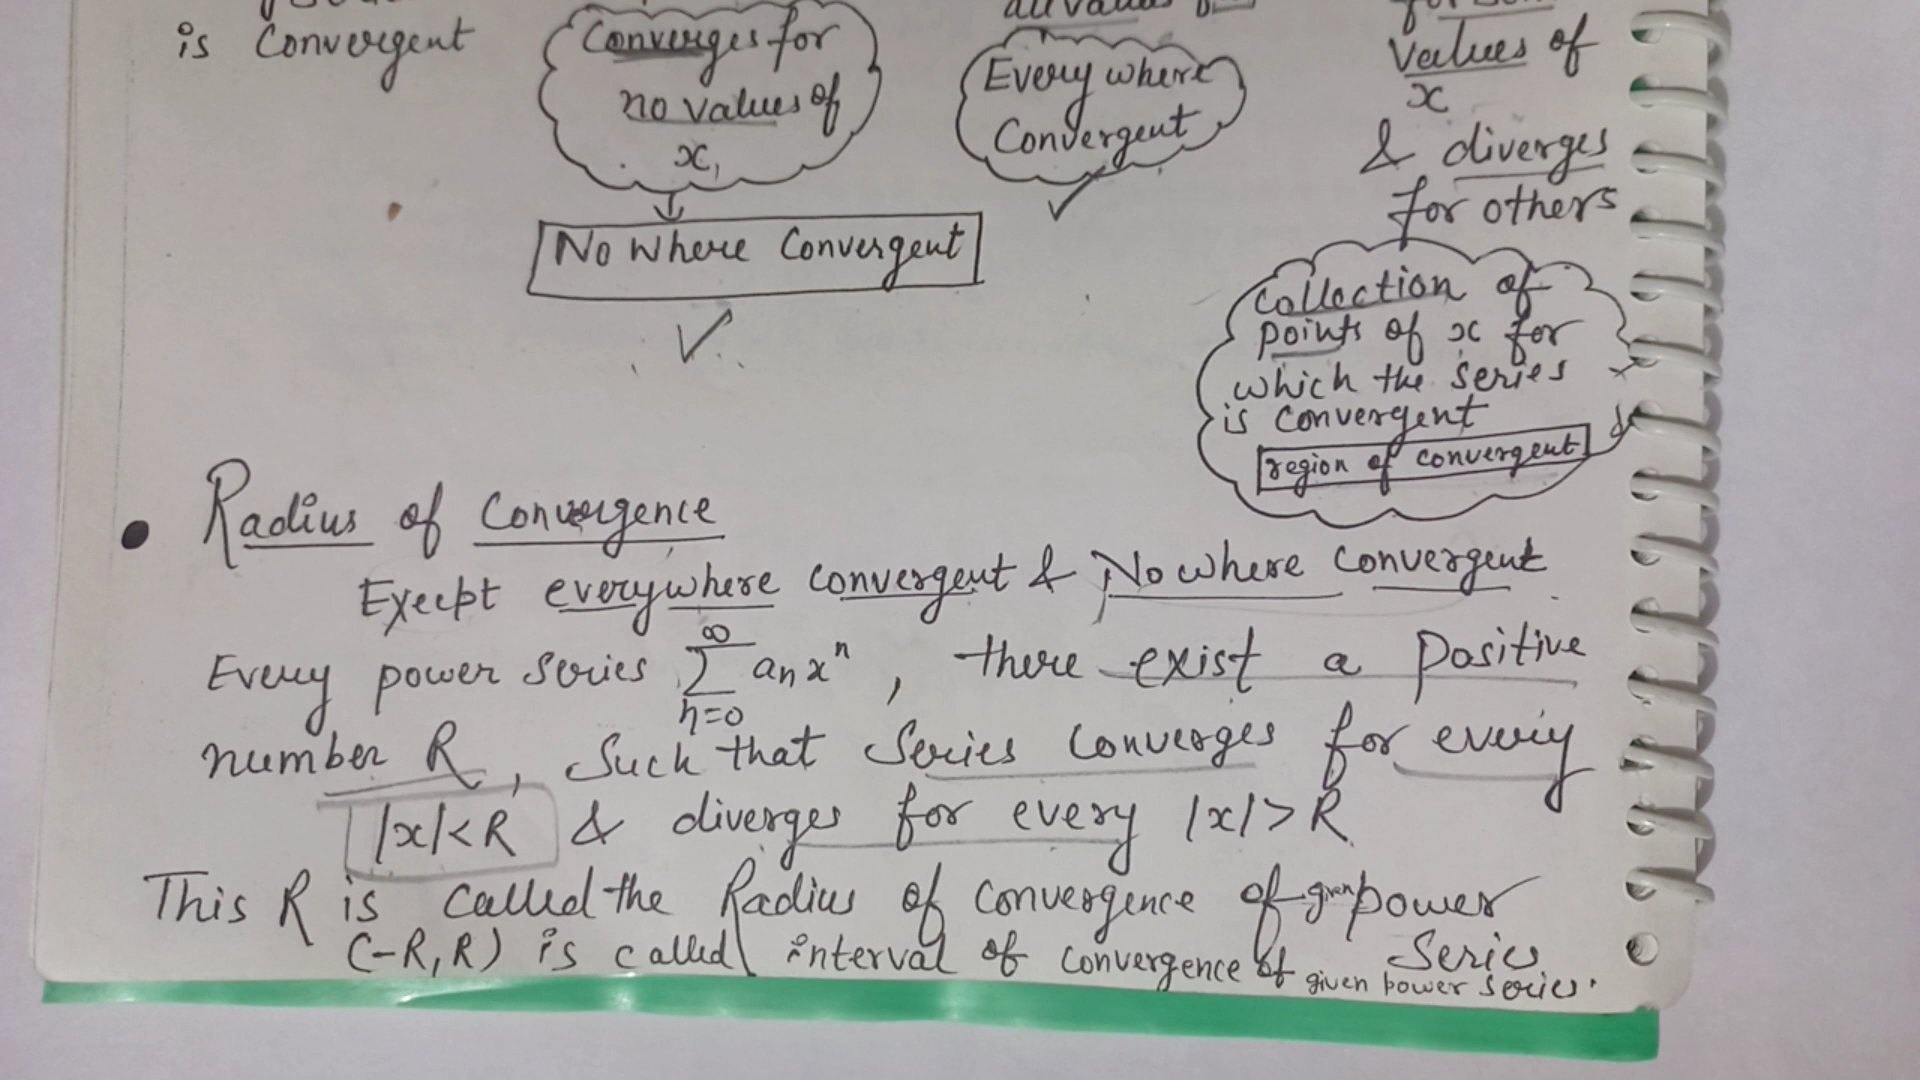 is Convergent
Converges for
no values of
x,
No where Convergent
Every where
Convergent
values of
x
& diverges
for others
Collection of
points of x for
which the series
is convergent
region of convergent
Radius of Convergence
Except everywhere convergent & No where convergent
Every power series ∑ₙ₌₀^∞ aₙxⁿ, there exist a positive
number R, Such that Series converges for every
|x|<R & diverges for every |x|>R
This R is called the Radius of convergence of given power
Series
(-R,R) is called interval of convergence of given power series.